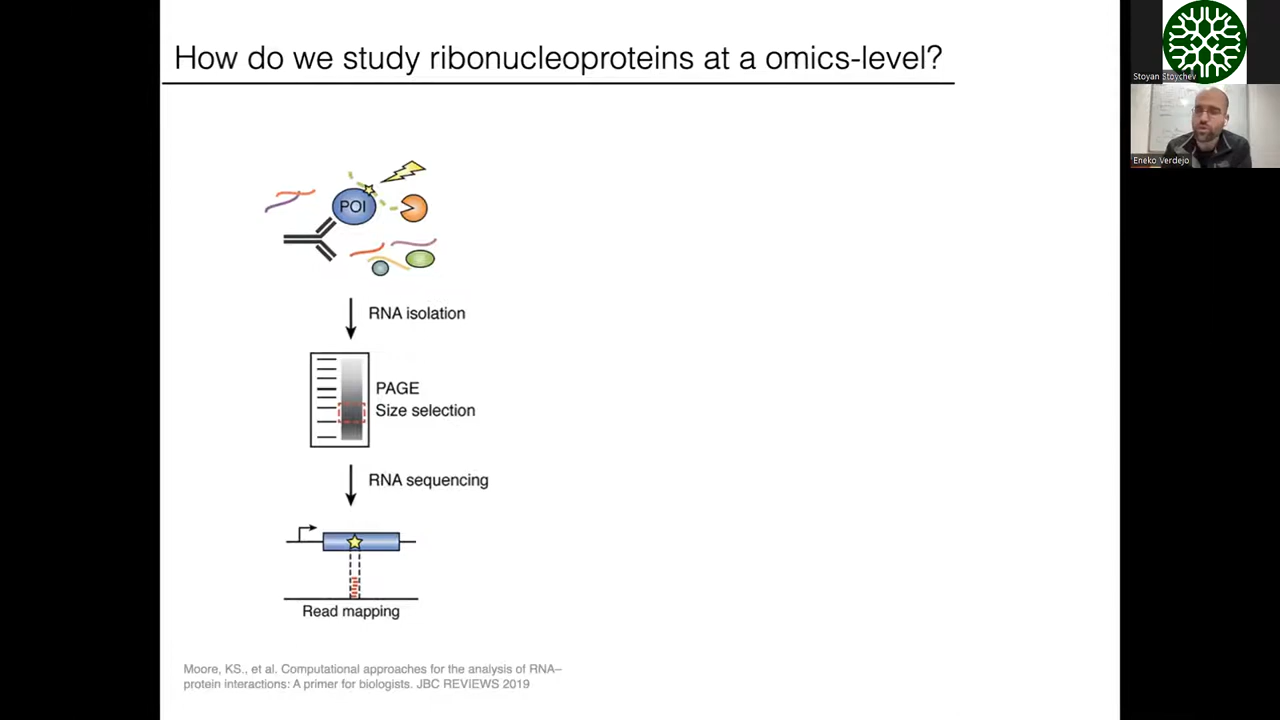 How do we study ribonucleoproteins at a omics-level?
Stoyan Stoychev
Eneko Verdejo
POI
RNA isolation
PAGE
Size selection
RNA sequencing
Read mapping
Moore, KS., et al. Computational approaches for the analysis of RNA–
protein interactions: A primer for biologists. JBC REVIEWS 2019